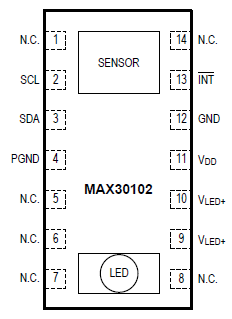 N.C. 1 14 N.C.
SENSOR
SCL 2 13 INT
SDA 3 12 GND
PGND 4 11 VDD
MAX30102
N.C. 5 10 VLED+
N.C. 6 9 VLED+
LED
N.C. 7 8 N.C.